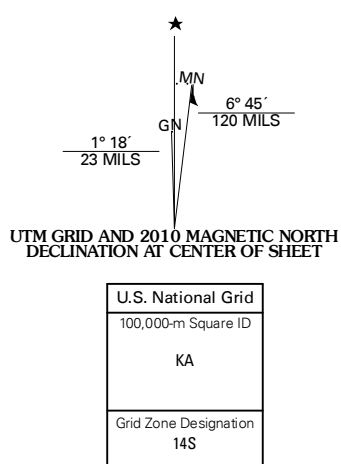 MN
6° 45´
120 MILS
GN
1° 18´
23 MILS
UTM GRID AND 2010 MAGNETIC NORTH
DECLINATION AT CENTER OF SHEET
U.S. National Grid
100,000-m Square ID
KA
Grid Zone Designation
14S